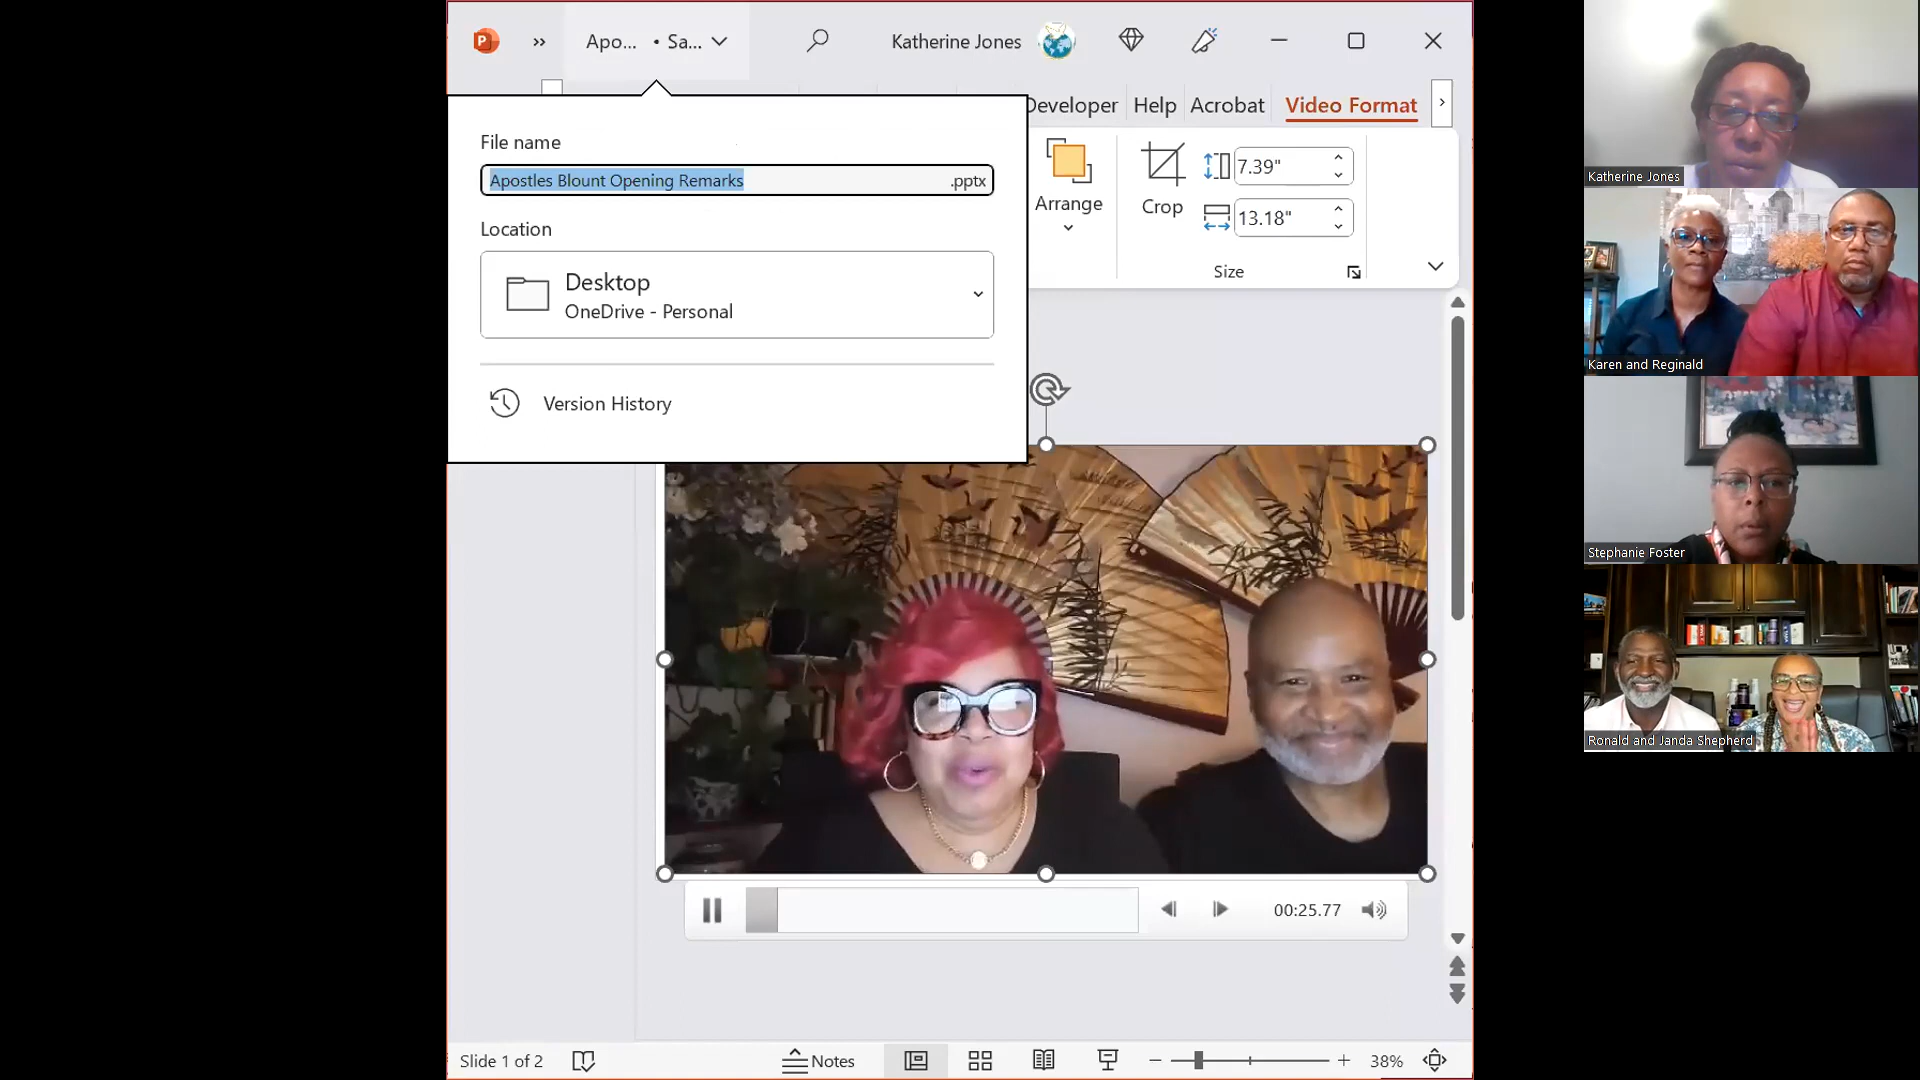 Apo... • Sa...
Katherine Jones
Developer Help Acrobat Video Format
File name
Apostles Blount Opening Remarks .pptx
Location
Desktop
OneDrive - Personal
Version History
Arrange
Crop
7.39"
13.18"
Size
00:25.77
Slide 1 of 2
Notes
38%
Katherine Jones
Karen and Reginald
Stephanie Foster
Ronald and Janda Shepherd